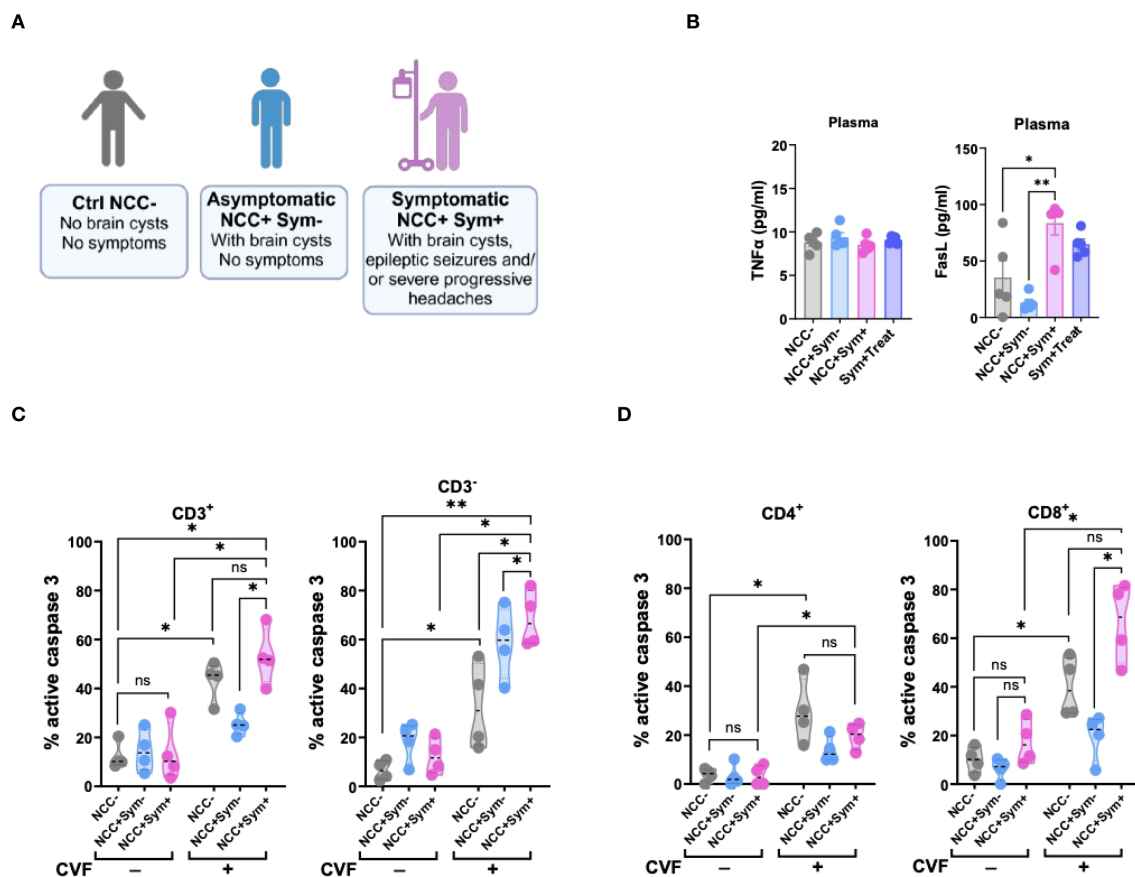 A
Ctrl NCC-
No brain cysts
No symptoms
Asymptomatic
NCC+ Sym-
With brain cysts
No symptoms
Symptomatic
NCC+ Sym+
With brain cysts,
epileptic seizures and/
or severe progressive
headaches
B
Plasma
TNFα (pg/ml)
20
15
10
5
0
NCC-
NCC+Sym-
NCC+Sym+
Sym+Treat
Plasma
FasL (pg/ml)
150
100
50
0
*
**
NCC-
NCC+Sym-
NCC+Sym+
Sym+Treat
C
CD3+
% active caspase 3
100
80
60
40
20
0
*
*
ns
*
*
ns
NCC-
NCC+Sym-
NCC+Sym+
NCC-
NCC+Sym-
NCC+Sym+
CVF
–
+
CD3-
% active caspase 3
100
80
60
40
20
0
**
*
*
*
*
NCC-
NCC+Sym-
NCC+Sym+
NCC-
NCC+Sym-
NCC+Sym+
CVF
–
+
D
CD4+
% active caspase 3
100
80
60
40
20
0
*
*
ns
ns
NCC-
NCC+Sym-
NCC+Sym+
NCC-
NCC+Sym-
NCC+Sym+
CVF
–
+
CD8+
% active caspase 3
100
80
60
40
20
0
*
ns
*
*
ns
ns
NCC-
NCC+Sym-
NCC+Sym+
NCC-
NCC+Sym-
NCC+Sym+
CVF
–
+